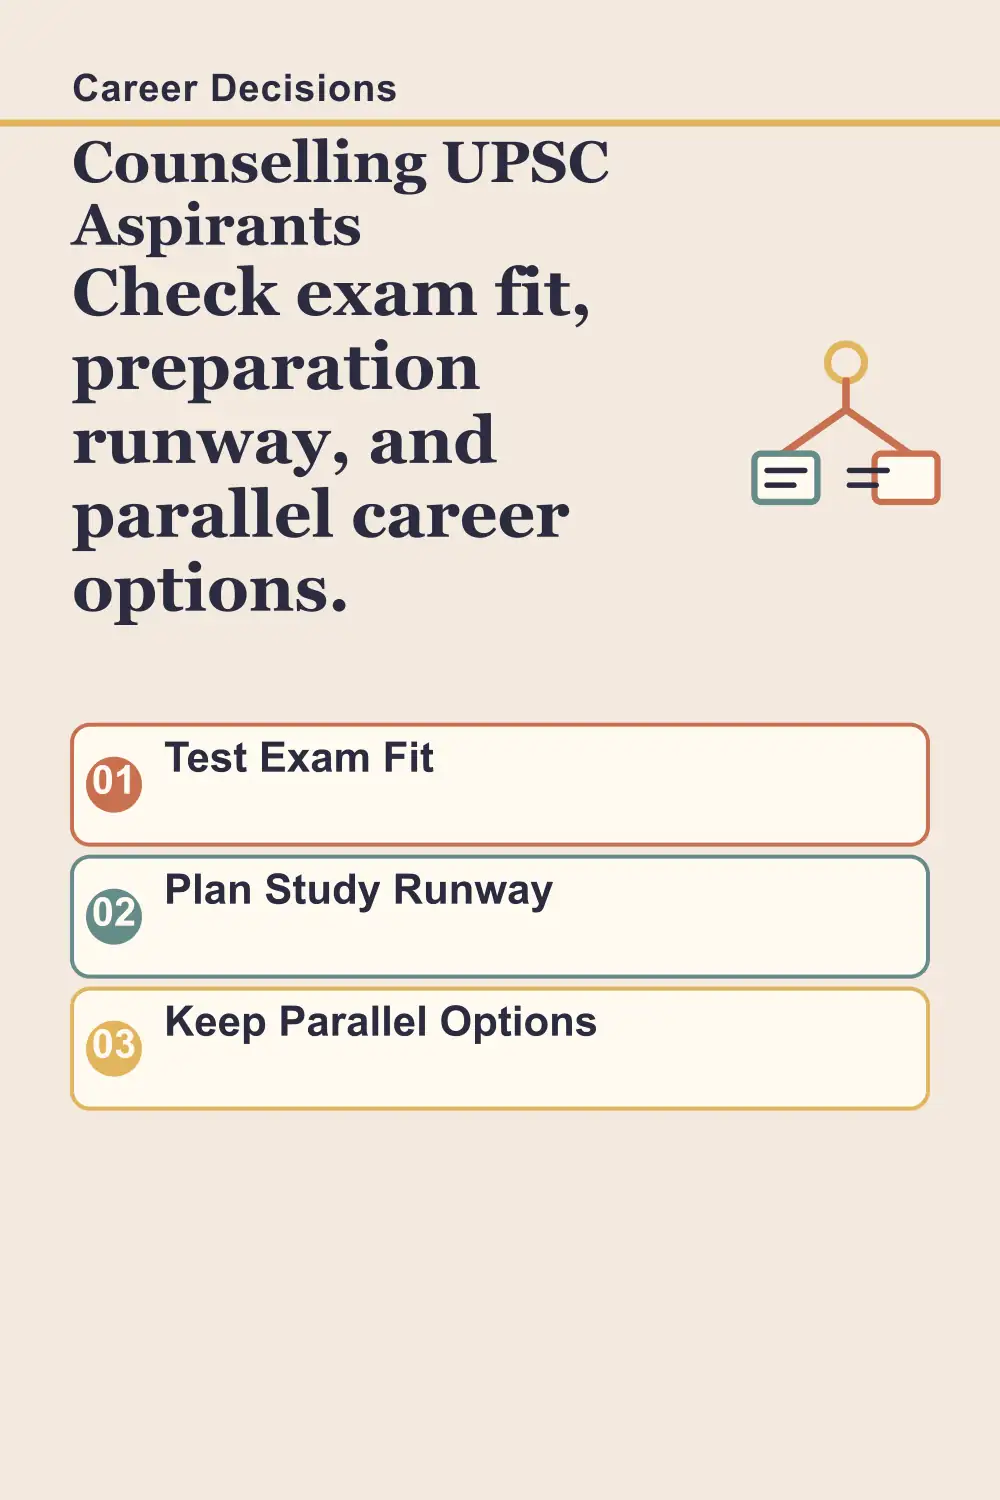 Career Decisions
Counselling UPSC
Aspirants
Check exam fit,
preparation
runway, and
parallel career
options.
01 Test Exam Fit
02 Plan Study Runway
03 Keep Parallel Options